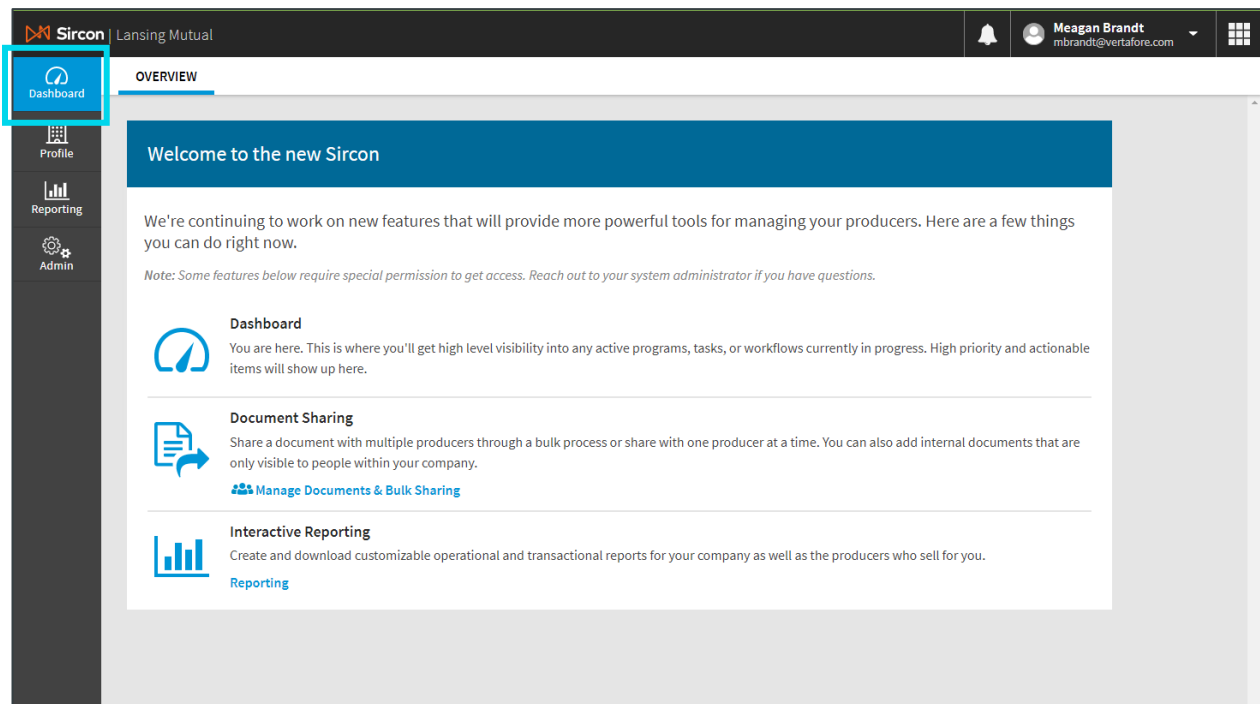 Sircon | Lansing Mutual
Meagan Brandt
mbrandt@vertafore.com
Dashboard
Profile
Reporting
Admin
OVERVIEW
Welcome to the new Sircon
We're continuing to work on new features that will provide more powerful tools for managing your producers. Here are a few things
you can do right now.
Note: Some features below require special permission to get access. Reach out to your system administrator if you have questions.
Dashboard
You are here. This is where you'll get high level visibility into any active programs, tasks, or workflows currently in progress. High priority and actionable
items will show up here.
Document Sharing
Share a document with multiple producers through a bulk process or share with one producer at a time. You can also add internal documents that are
only visible to people within your company.
Manage Documents & Bulk Sharing
Interactive Reporting
Create and download customizable operational and transactional reports for your company as well as the producers who sell for you.
Reporting